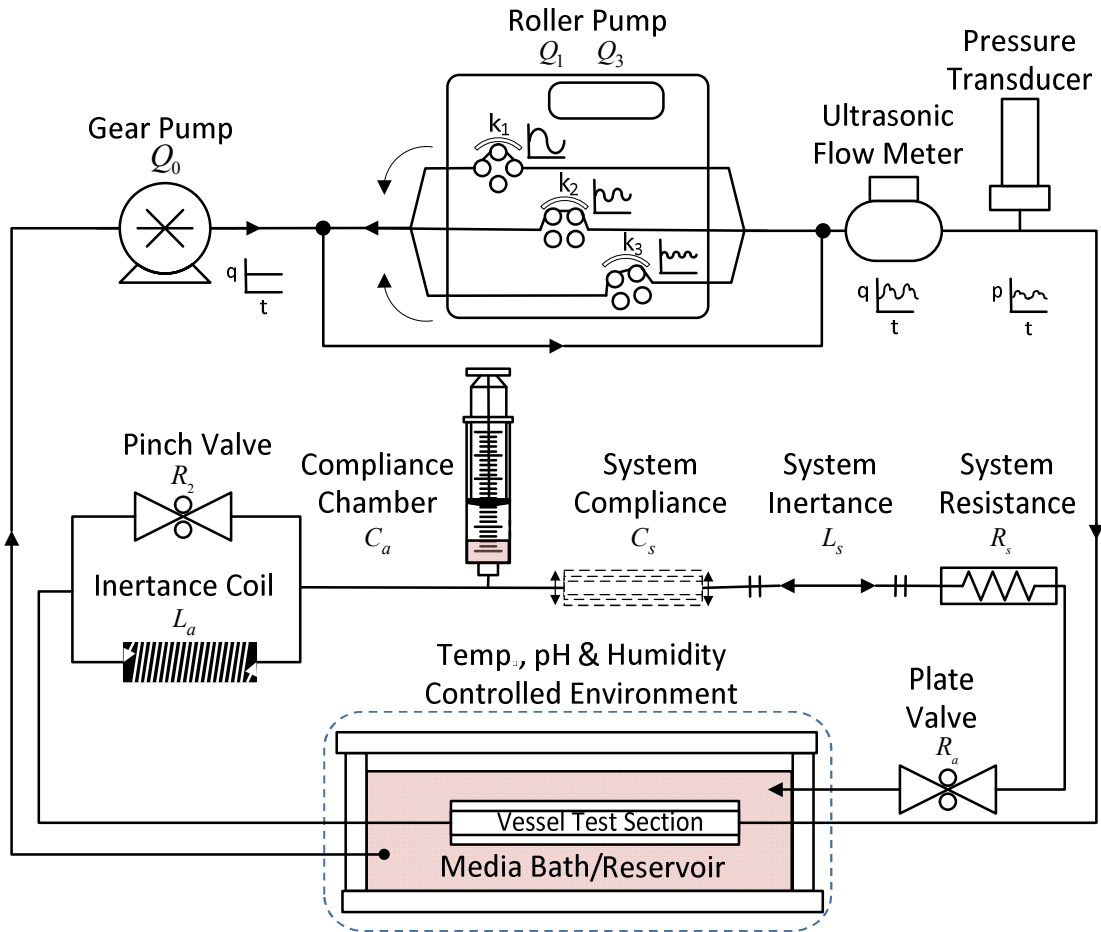 Roller Pump
Q1 Q3
Pressure
Transducer
Gear Pump
Q0
Ultrasonic
Flow Meter
k1
k2
k3
q
t
q
t
p
t
Pinch Valve
R2
Compliance
Chamber
Ca
System
Compliance
Cs
System
Inertance
Ls
System
Resistance
Rs
Inertance Coil
La
Temp., pH & Humidity
Controlled Environment
Plate
Valve
Ra
Vessel Test Section
Media Bath/Reservoir